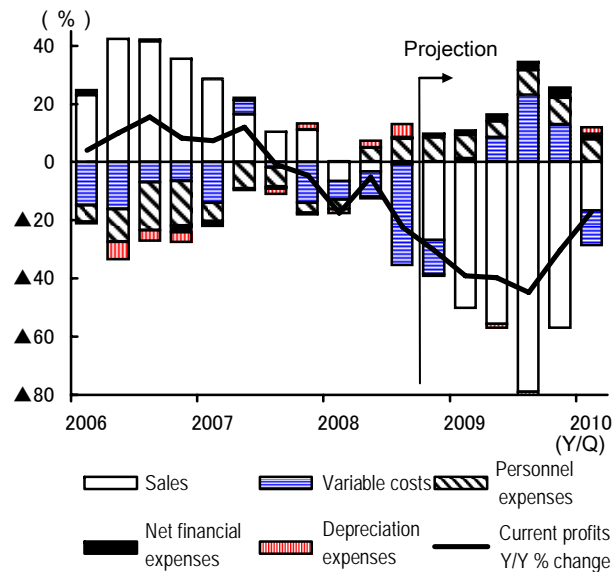 ( % )
40
20
0
▲20
▲40
▲60
▲80
Projection
2006 2007 2008 2009 2010
(Y/Q)
Sales Variable costs Personnel
expenses
Net financial
expenses
Depreciation
expenses
Current profits
Y/Y % change